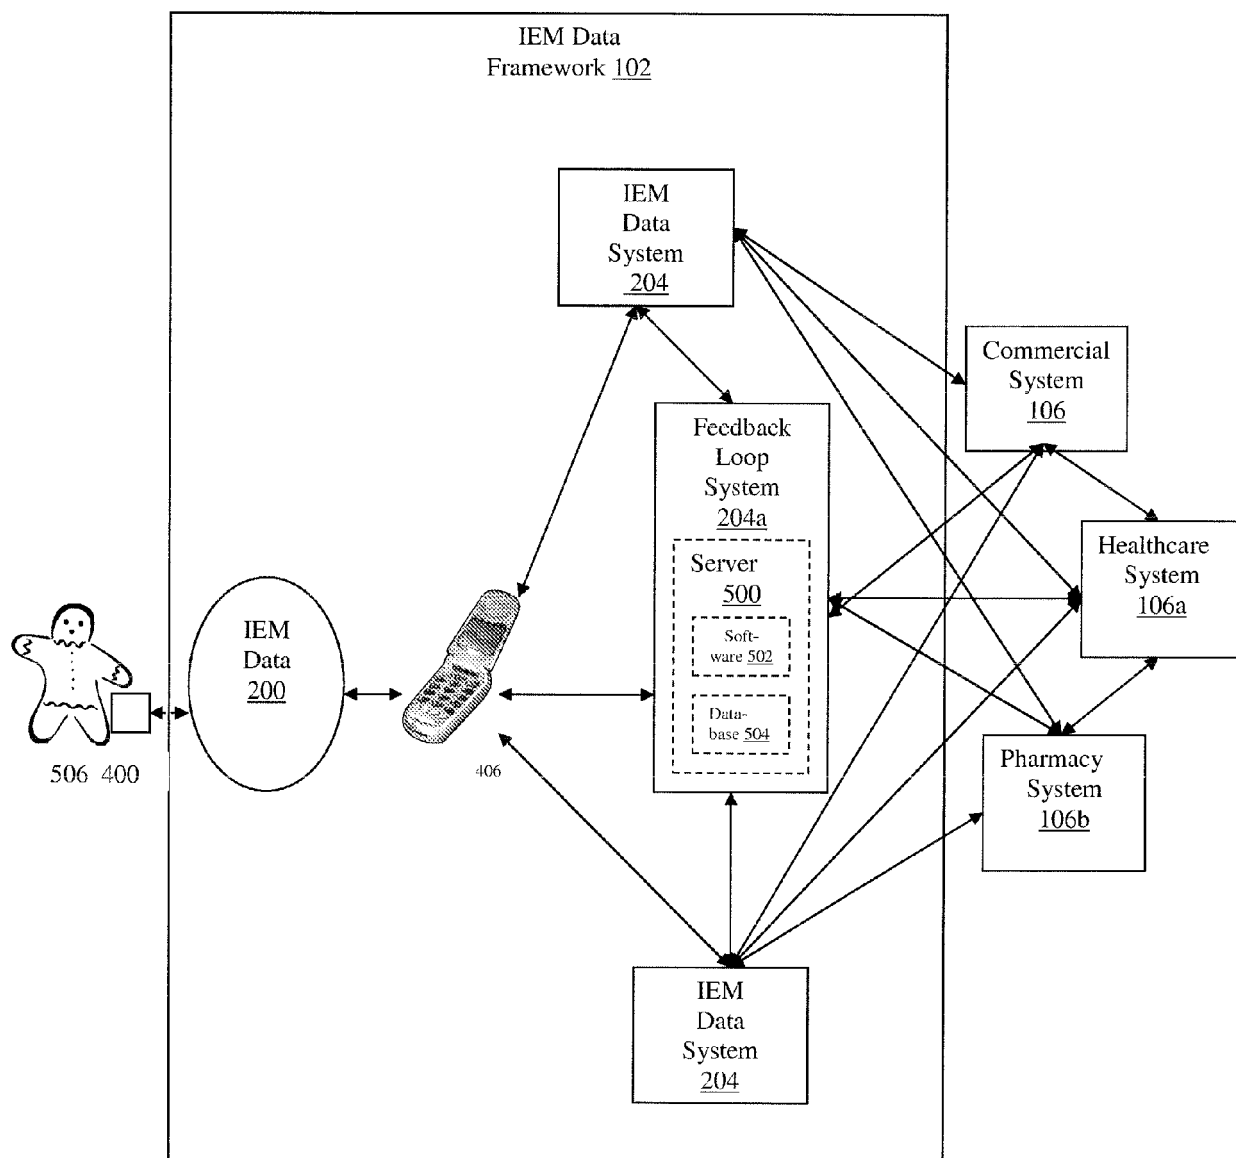 IEM Data
Framework 102
IEM
Data
System
204
Commercial
System
106
Feedback
Loop
System
204a
Server
500
Soft-
ware 502
Data-
base 504
Healthcare
System
106a
IEM
Data
200
506 400
406
Pharmacy
System
106b
IEM
Data
System
204